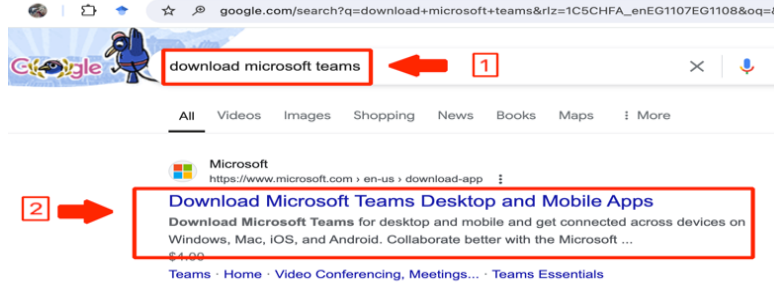 google.com/search?q=download+microsoft+teams&rlz=1C5CHFA_enEG1107EG1108&oq=
Google
download microsoft teams
1
All Videos Images Shopping News Books Maps More
Microsoft
https://www.microsoft.com › en-us › download-app
2
Download Microsoft Teams Desktop and Mobile Apps
Download Microsoft Teams for desktop and mobile and get connected across devices on
Windows, Mac, iOS, and Android. Collaborate better with the Microsoft ...
$4.00
Teams · Home · Video Conferencing, Meetings... · Teams Essentials